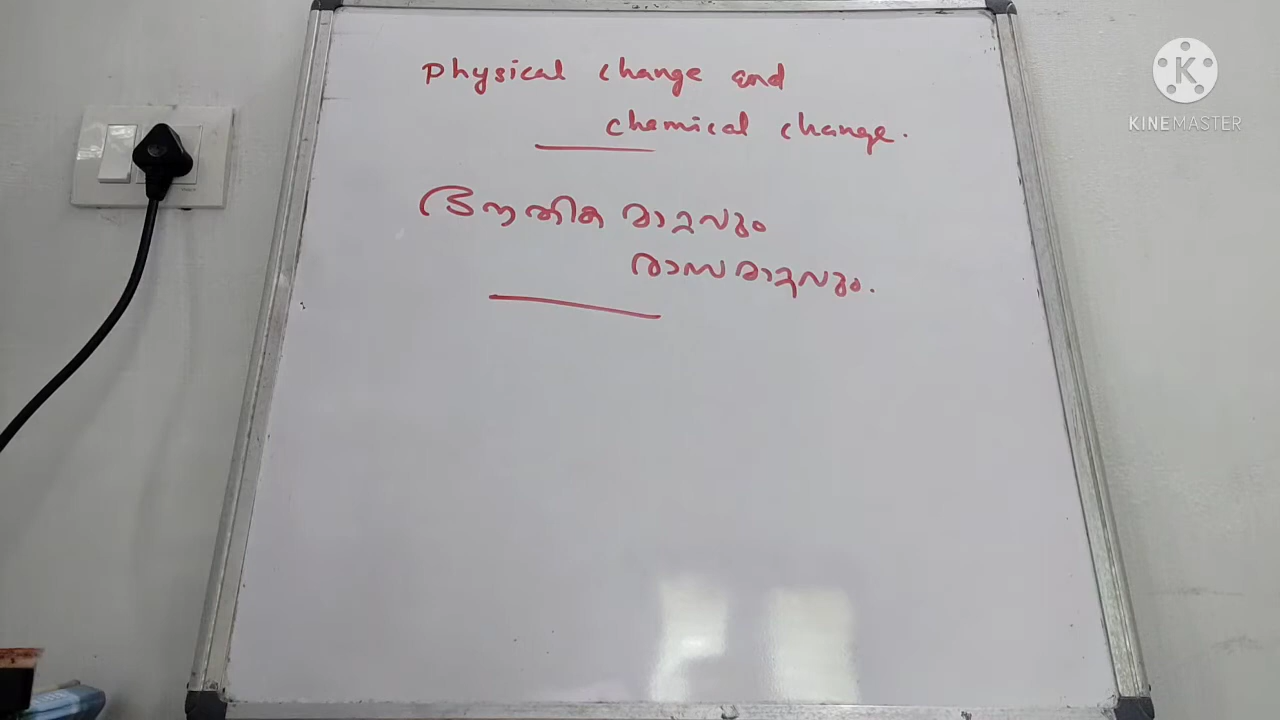 Physical change and
chemical change.
ഭൗതിക മാറ്റവും
രാസമാറ്റവും.
K
KINEMASTER